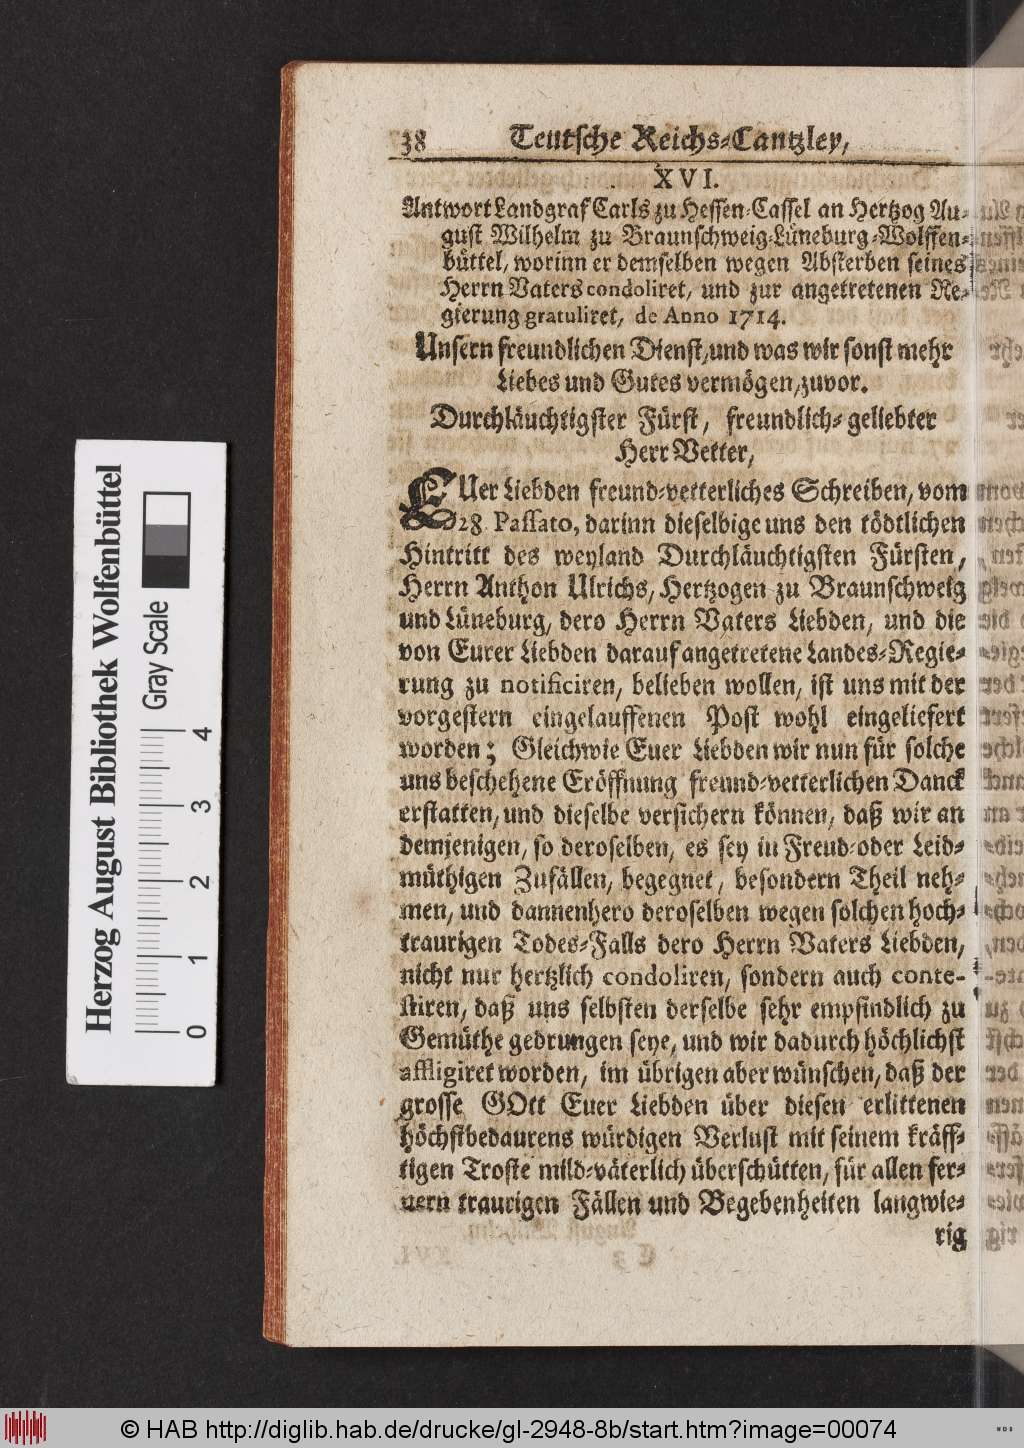 38 Teutsche Reichs-Cantzley,
XVI.
Antwort Landgraf Carls zu Hessen-Cassel an Hertzog Au-
gust Wilhelm zu Braunschweig-Lüneburg-Wolffen-
büttel, worinn er demselben wegen Absterben seines
Herrn Vaters condoliret, und zur angetretenen Re-
gierung gratuliret, de Anno 1714.
Unsern freundlichen Dienst, und was wir sonst mehr
Liebes und Gutes vermögen, zuvor.
Durchläuchtigster Fürst, freundlich-geliebter
Herr Vetter,
EUer Liebden freund-vetterliches Schreiben, vom
28. Passato, darinn dieselbige uns den tödtlichen
Hintritt des weyland Durchläuchtigsten Fürsten,
Herrn Anthon Ulrichs, Hertzogen zu Braunschweig
und Lüneburg, dero Herrn Vaters Liebden, und die
von Eurer Liebden darauf angetretene Landes-Regie-
rung zu notificiren, belieben wollen, ist uns mit der
vorgestern eingelauffenen Post wohl eingeliefert
worden; Gleichwie Euer Liebden wir nun für solche
uns beschehene Eröffnung freund-vetterlichen Danck
erstatten, und dieselbe versichern können, daß wir an
demjenigen, so deroselben, es sey in Freud-oder Leid-
müthigen Zufällen, begegnet, besondern Theil neh-
men, und dannenhero deroselben wegen solchen hoch-
traurigen Todes-Falls dero Herrn Vaters Liebden,
nicht nur hertzlich condoliren, sondern auch conte-
stiren, daß uns selbsten derselbe sehr empfindlich zu
Gemüthe gedrungen seye, und wir dadurch höchlichst
affligiret worden, im übrigen aber wünschen, daß der
grosse GOtt Euer Liebden über diesen erlittenen
höchstbedaurens würdigen Verlust mit seinem kräff-
tigen Troste mild-väterlich überschütten, für allen fer-
nern traurigen Fällen und Begebenheiten langwie-
rig
Herzog August Bibliothek Wolfenbüttel
Gray Scale
0 1 2 3 4
© HAB http://diglib.hab.de/drucke/gl-2948-8b/start.htm?image=00074